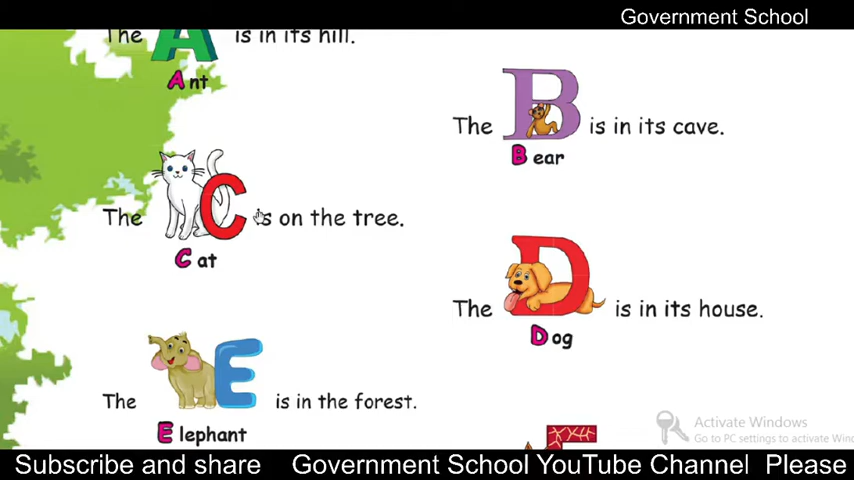 Government School
The A is in its hill.
Ant
The B is in its cave.
Bear
The C is on the tree.
Cat
The D is in its house.
Dog
The E is in the forest.
Elephant
Activate Windows
Go to PC settings to activate Win
Subscribe and share Government School YouTube Channel Please